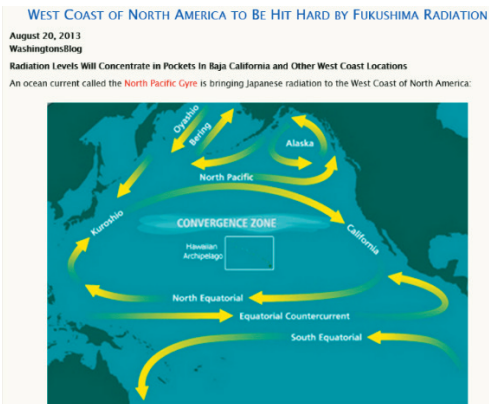 WEST COAST OF NORTH AMERICA TO BE HIT HARD BY FUKUSHIMA RADIATION
August 20, 2013
WashingtonsBlog
Radiation Levels Will Concentrate in Pockets In Baja California and Other West Coast Locations
An ocean current called the North Pacific Gyre is bringing Japanese radiation to the West Coast of North America:
Oyashio
Bering
Alaska
North Pacific
Kuroshio
CONVERGENCE ZONE
California
Hawaiian
Archipelago
North Equatorial
Equatorial Countercurrent
South Equatorial